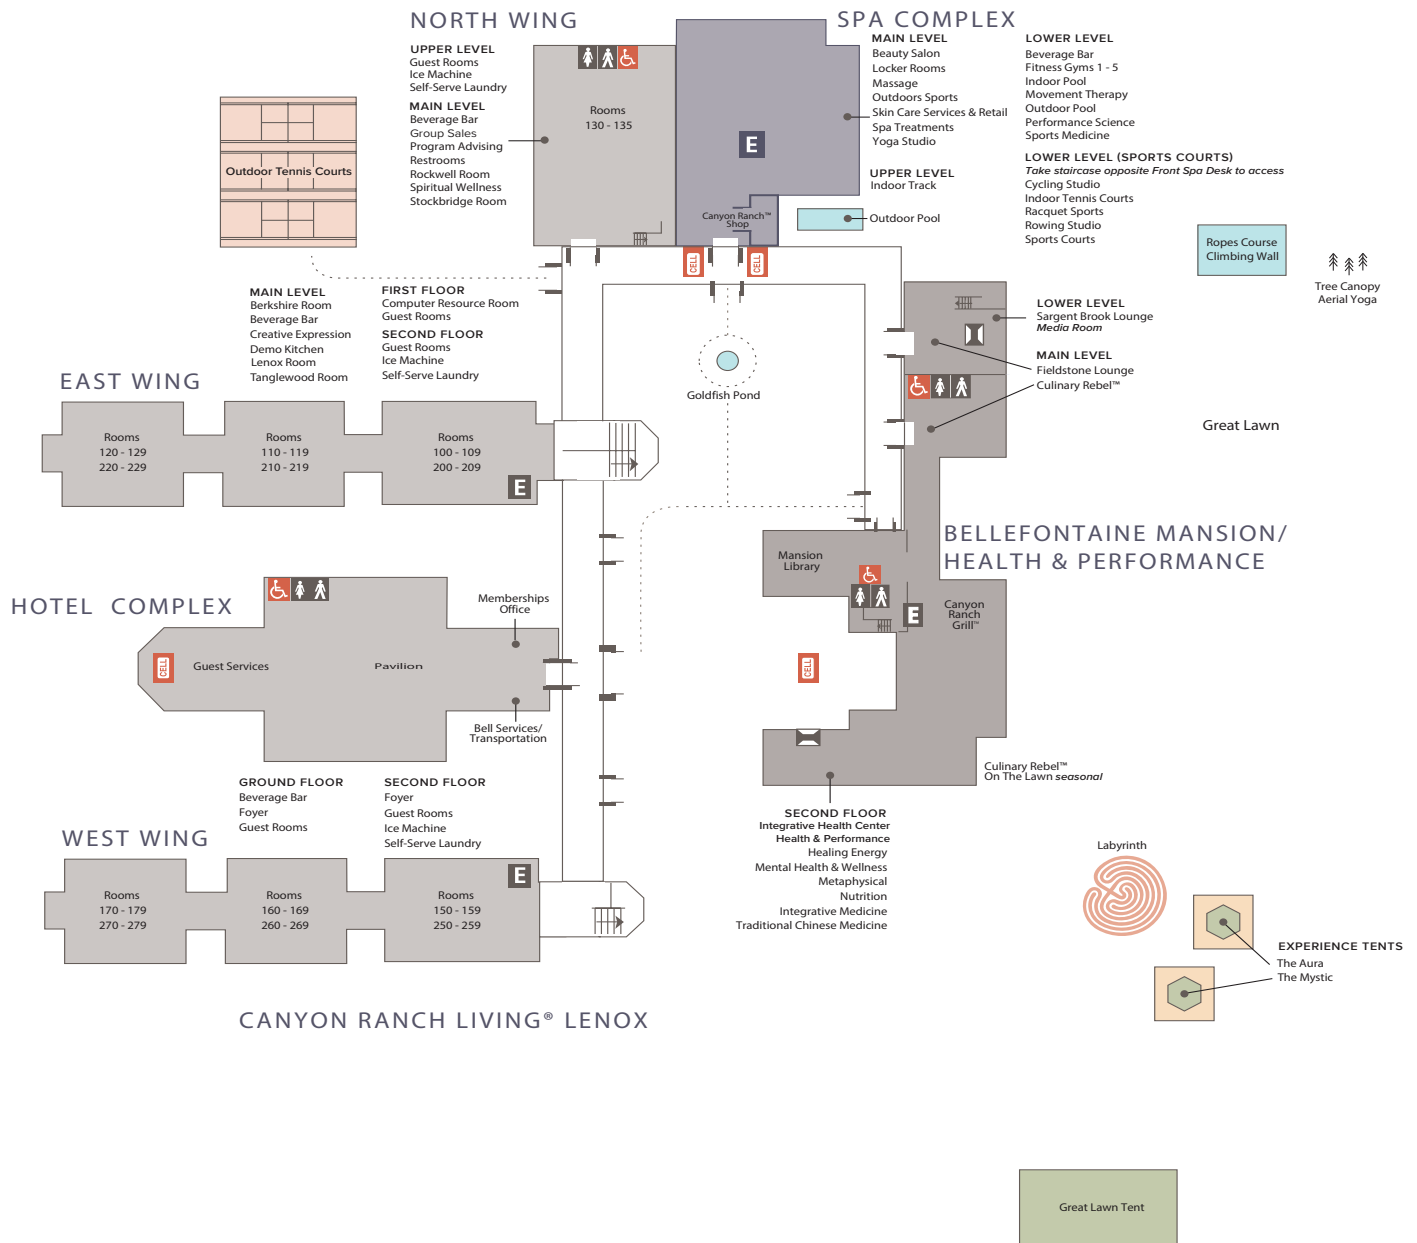 NORTH WING
UPPER LEVEL
Guest Rooms
Ice Machine
Self-Serve Laundry
MAIN LEVEL
Beverage Bar
Group Sales
Program Advising
Restrooms
Rockwell Room
Spiritual Wellness
Stockbridge Room
Rooms
130 - 135
SPA COMPLEX
MAIN LEVEL
Beauty Salon
Locker Rooms
Massage
Outdoors Sports
Skin Care Services & Retail
Spa Treatments
Yoga Studio
UPPER LEVEL
Indoor Track
LOWER LEVEL
Beverage Bar
Fitness Gyms 1 - 5
Indoor Pool
Movement Therapy
Outdoor Pool
Performance Science
Sports Medicine
LOWER LEVEL (SPORTS COURTS)
Take staircase opposite Front Spa Desk to access
Cycling Studio
Indoor Tennis Courts
Racquet Sports
Rowing Studio
Sports Courts
E
Canyon Ranch™
Shop
Outdoor Pool
CELL
CELL
Outdoor Tennis Courts
Ropes Course
Climbing Wall
Tree Canopy
Aerial Yoga
MAIN LEVEL
Berkshire Room
Beverage Bar
Creative Expression
Demo Kitchen
Lenox Room
Tanglewood Room
FIRST FLOOR
Computer Resource Room
Guest Rooms
SECOND FLOOR
Guest Rooms
Ice Machine
Self-Serve Laundry
LOWER LEVEL
Sargent Brook Lounge
Media Room
MAIN LEVEL
Fieldstone Lounge
Culinary Rebel™
Goldfish Pond
Great Lawn
EAST WING
Rooms
120 - 129
220 - 229
Rooms
110 - 119
210 - 219
Rooms
100 - 109
200 - 209
E
BELLEFONTAINE MANSION/
HEALTH & PERFORMANCE
Mansion
Library
Canyon
Ranch
Grill™
E
CELL
HOTEL COMPLEX
Memberships
Office
CELL
Guest Services
Pavilion
Bell Services/
Transportation
Culinary Rebel™
On The Lawn seasonal
GROUND FLOOR
Beverage Bar
Foyer
Guest Rooms
SECOND FLOOR
Foyer
Guest Rooms
Ice Machine
Self-Serve Laundry
SECOND FLOOR
Integrative Health Center
Health & Performance
Healing Energy
Mental Health & Wellness
Metaphysical
Nutrition
Integrative Medicine
Traditional Chinese Medicine
WEST WING
Rooms
170 - 179
270 - 279
Rooms
160 - 169
260 - 269
Rooms
150 - 159
250 - 259
E
Labyrinth
EXPERIENCE TENTS
The Aura
The Mystic
CANYON RANCH LIVING® LENOX
Great Lawn Tent